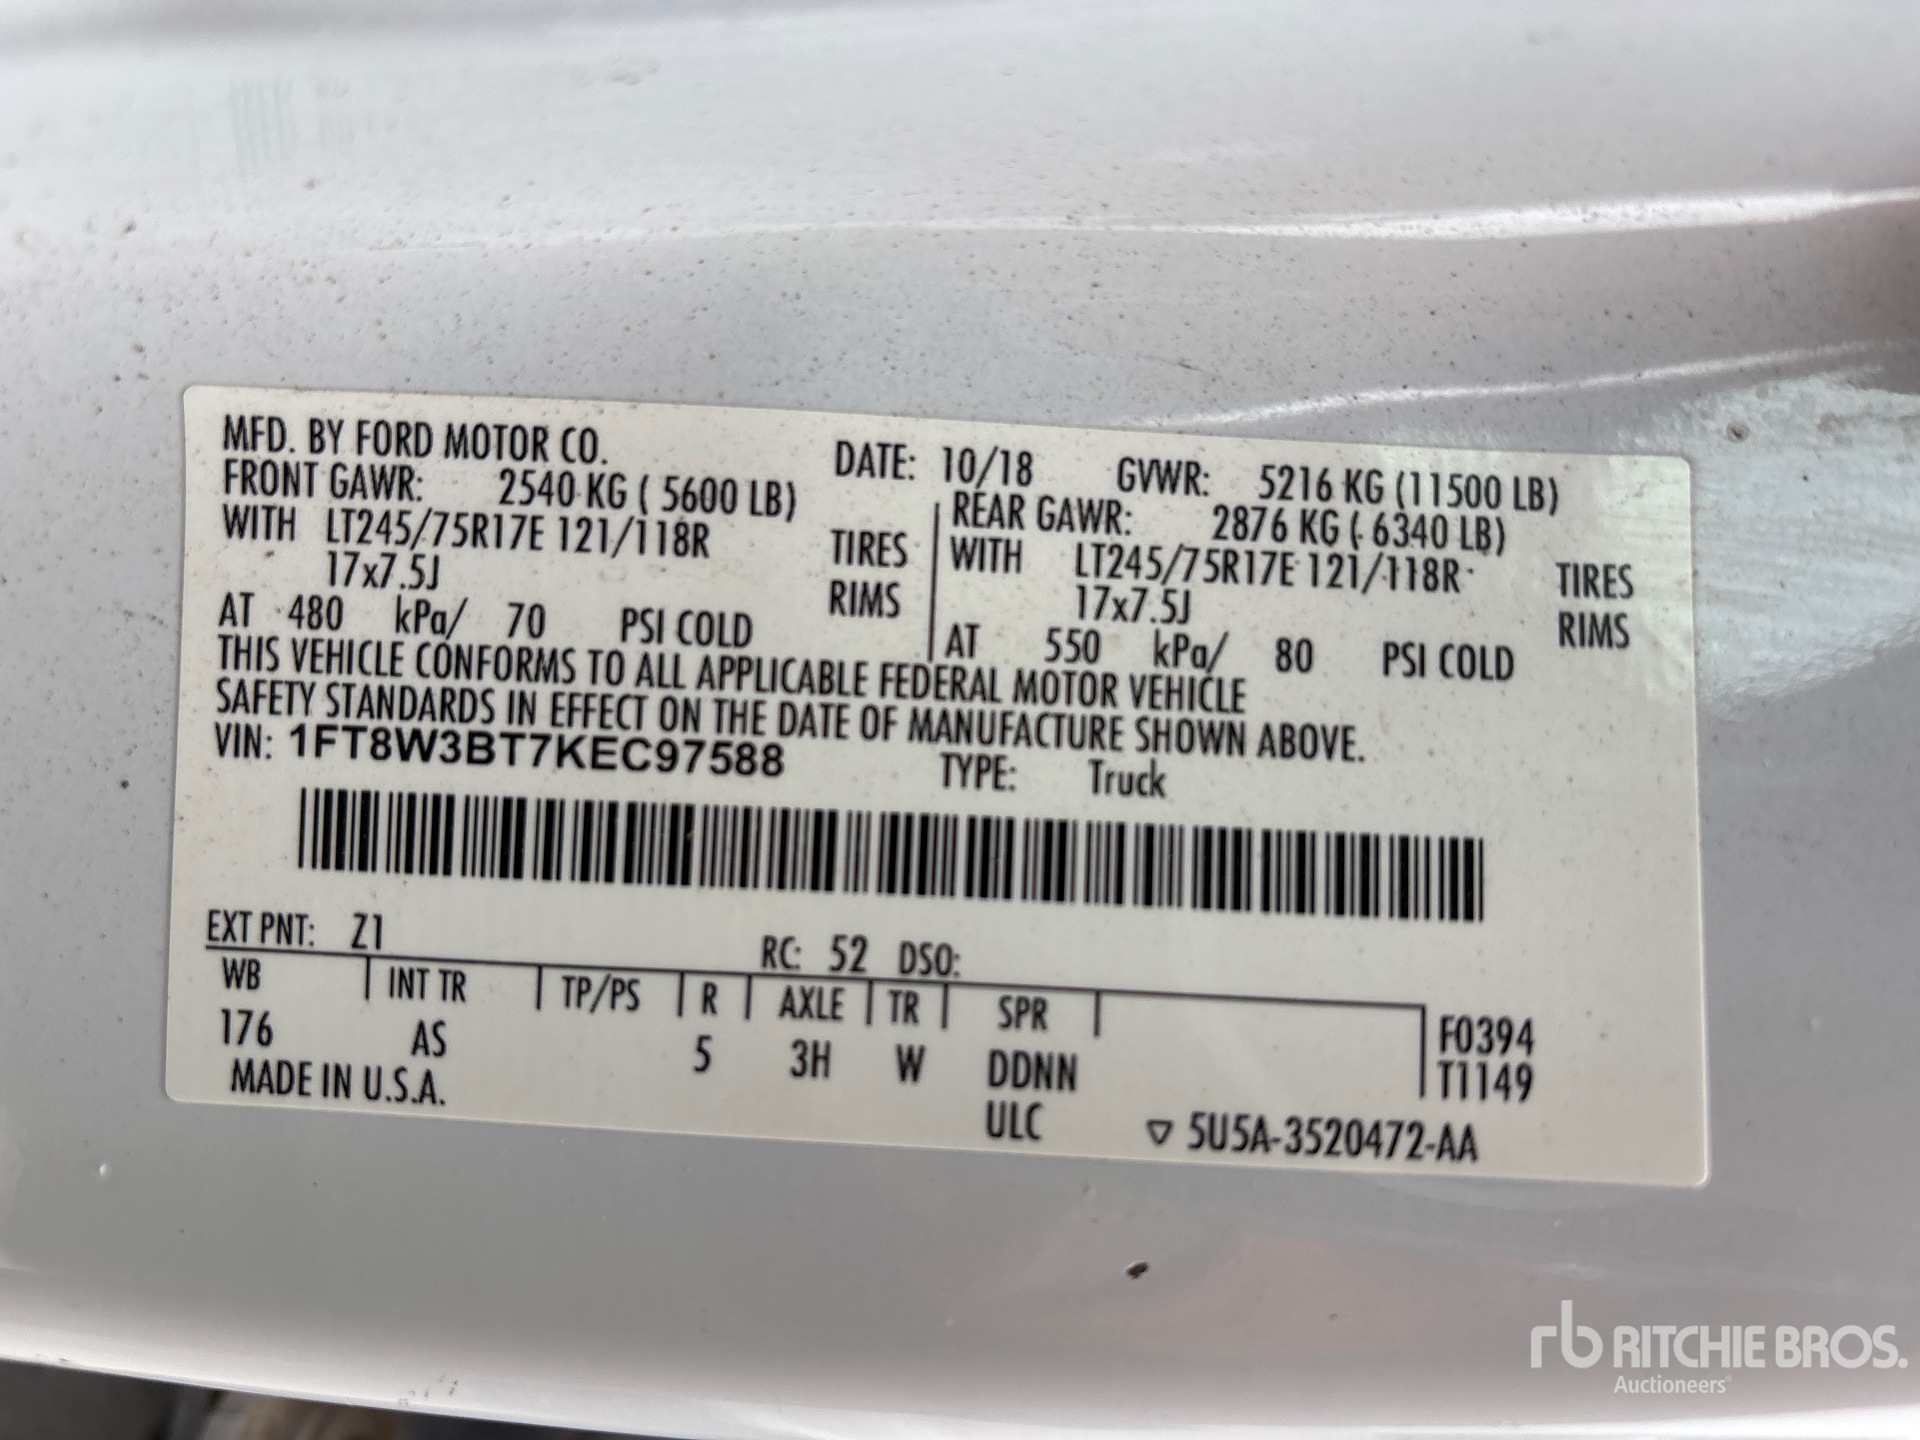 MFD. BY FORD MOTOR CO. DATE: 10/18 GVWR: 5216 KG (11500 LB)
FRONT GAWR: 2540 KG ( 5600 LB) REAR GAWR: 2876 KG ( 6340 LB)
WITH LT245/75R17E 121/118R TIRES WITH LT245/75R17E 121/118R TIRES
17x7.5J RIMS 17x7.5J RIMS
AT 480 kPa/ 70 PSI COLD AT 550 kPa/ 80 PSI COLD
THIS VEHICLE CONFORMS TO ALL APPLICABLE FEDERAL MOTOR VEHICLE
SAFETY STANDARDS IN EFFECT ON THE DATE OF MANUFACTURE SHOWN ABOVE.
VIN: 1FT8W3BT7KEC97588 TYPE: Truck
EXT PNT: Z1 RC: 52 DSO:
WB INT TR TP/PS R AXLE TR SPR F0394
176 AS 5 3H W DDNN T1149
MADE IN U.S.A. ULC ▽ 5U5A-3520472-AA
rb RITCHIE BROS.
Auctioneers